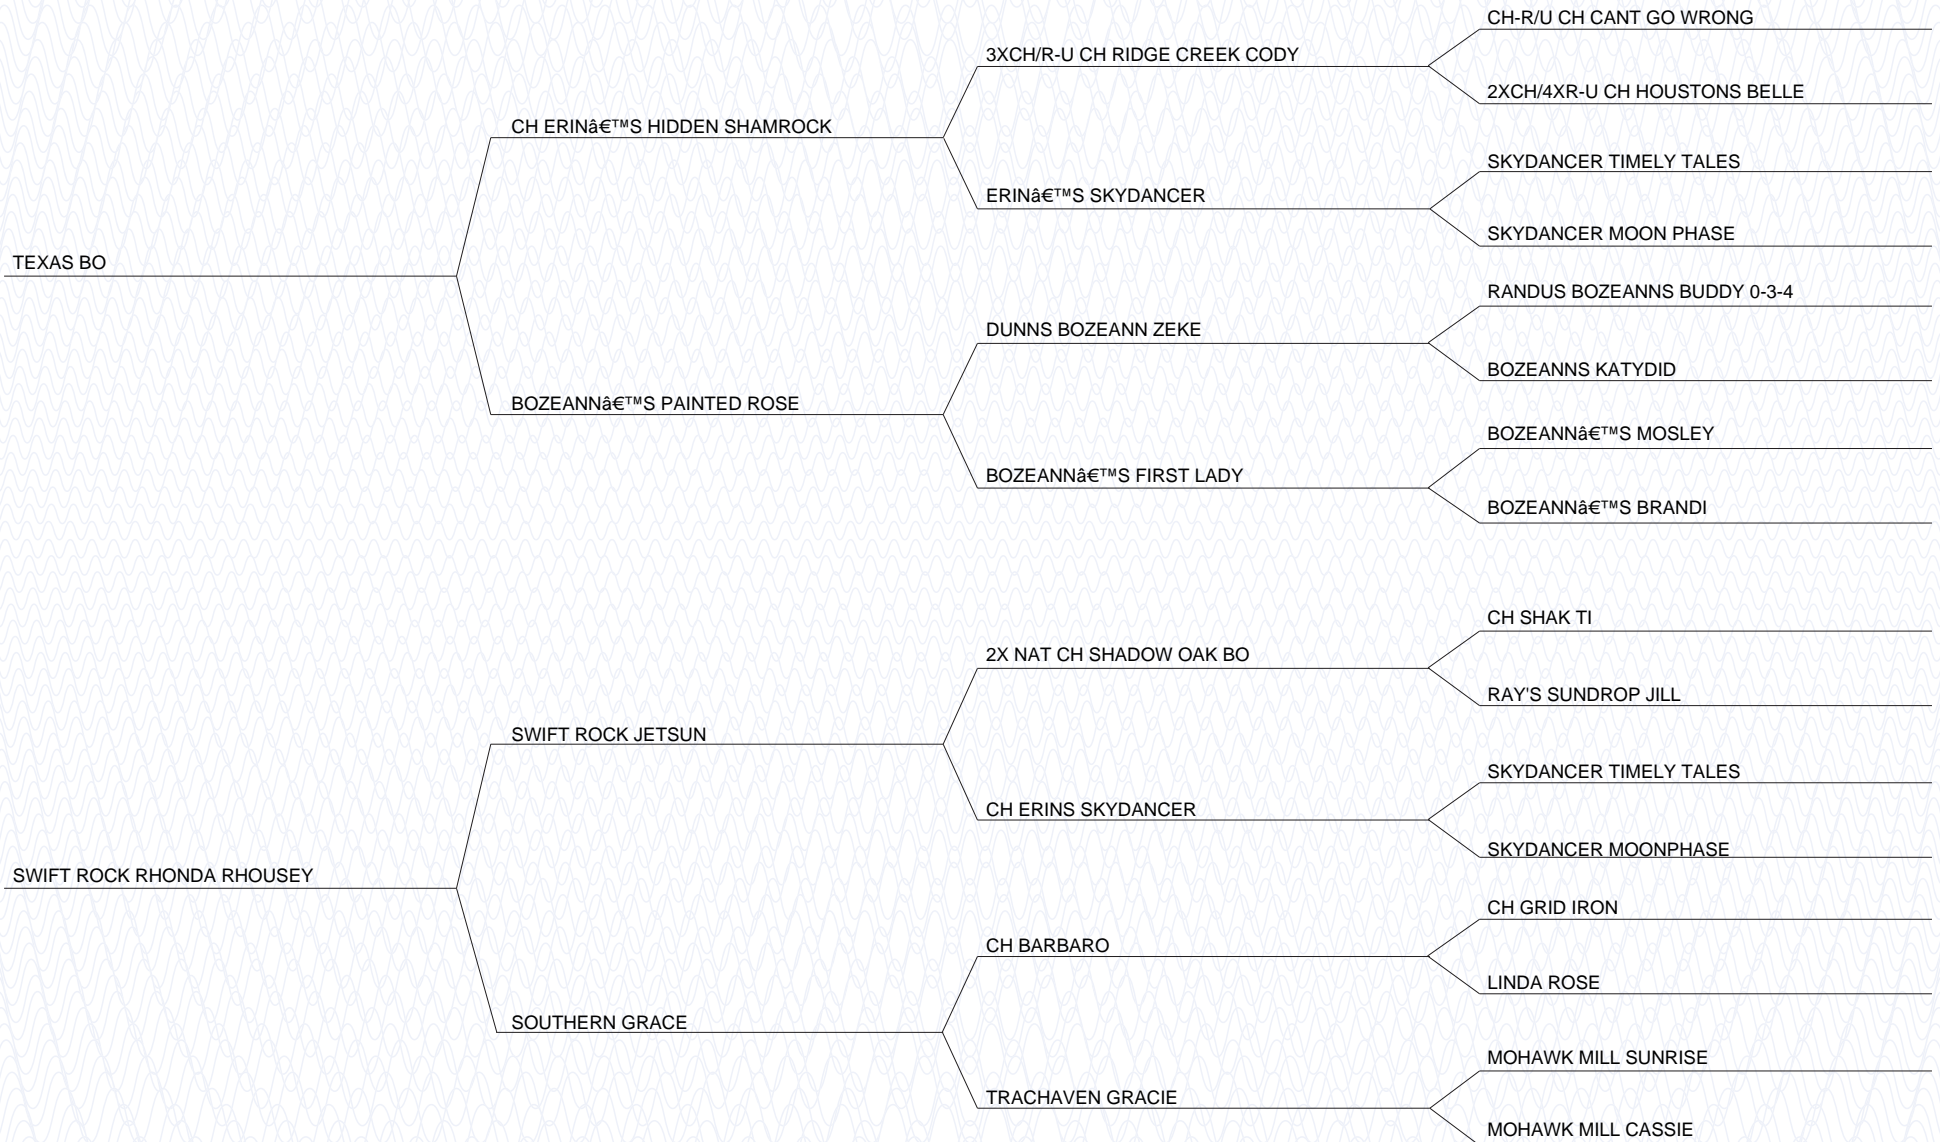 CH-R/U CH CANT GO WRONG
3XCH/R-U CH RIDGE CREEK CODY
2XCH/4XR-U CH HOUSTONS BELLE
CH ERINâ€™S HIDDEN SHAMROCK
SKYDANCER TIMELY TALES
ERINâ€™S SKYDANCER
SKYDANCER MOON PHASE
TEXAS BO
RANDUS BOZEANNS BUDDY 0-3-4
DUNNS BOZEANN ZEKE
BOZEANNS KATYDID
BOZEANNâ€™S PAINTED ROSE
BOZEANNâ€™S MOSLEY
BOZEANNâ€™S FIRST LADY
BOZEANNâ€™S BRANDI
CH SHAK TI
2X NAT CH SHADOW OAK BO
RAY'S SUNDROP JILL
SWIFT ROCK JETSUN
SKYDANCER TIMELY TALES
CH ERINS SKYDANCER
SKYDANCER MOONPHASE
SWIFT ROCK RHONDA RHOUSEY
CH GRID IRON
CH BARBARO
LINDA ROSE
SOUTHERN GRACE
MOHAWK MILL SUNRISE
TRACHAVEN GRACIE
MOHAWK MILL CASSIE